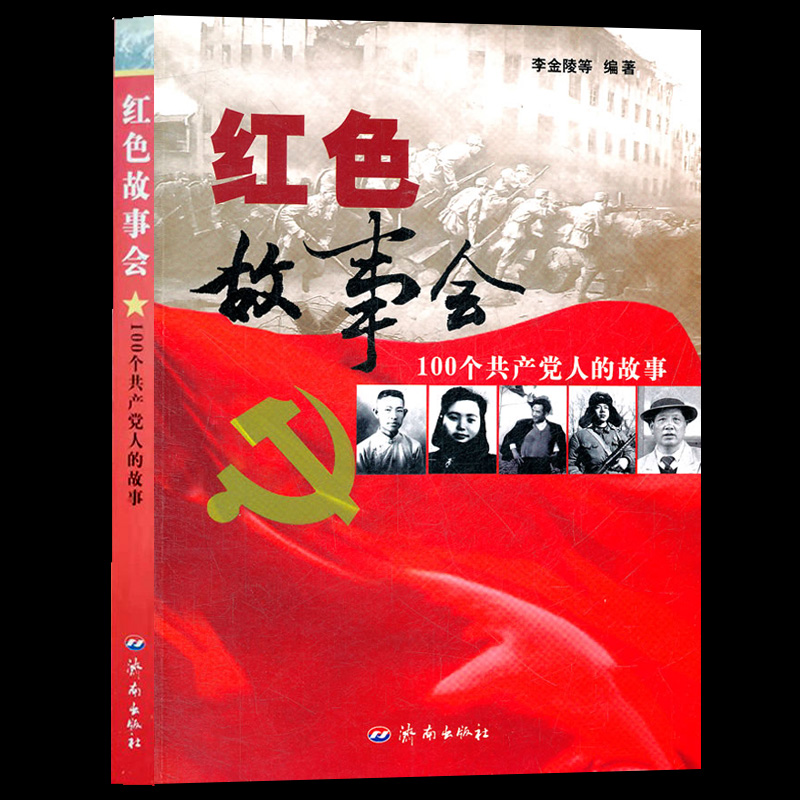 李金陵等 编著
红色
故事会
100个共产党人的故事
济南出版社
红色故事会
100个共产党人的故事
济南出版社